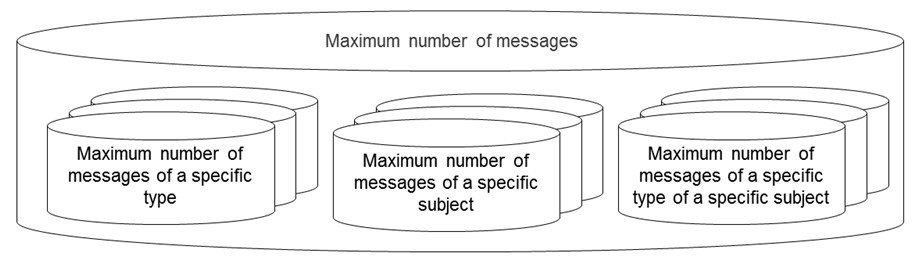 Maximum number of messages
Maximum number of
messages of a specific
type
Maximum number of
messages of a specific
subject
Maximum number of
messages of a specific
type of a specific subject